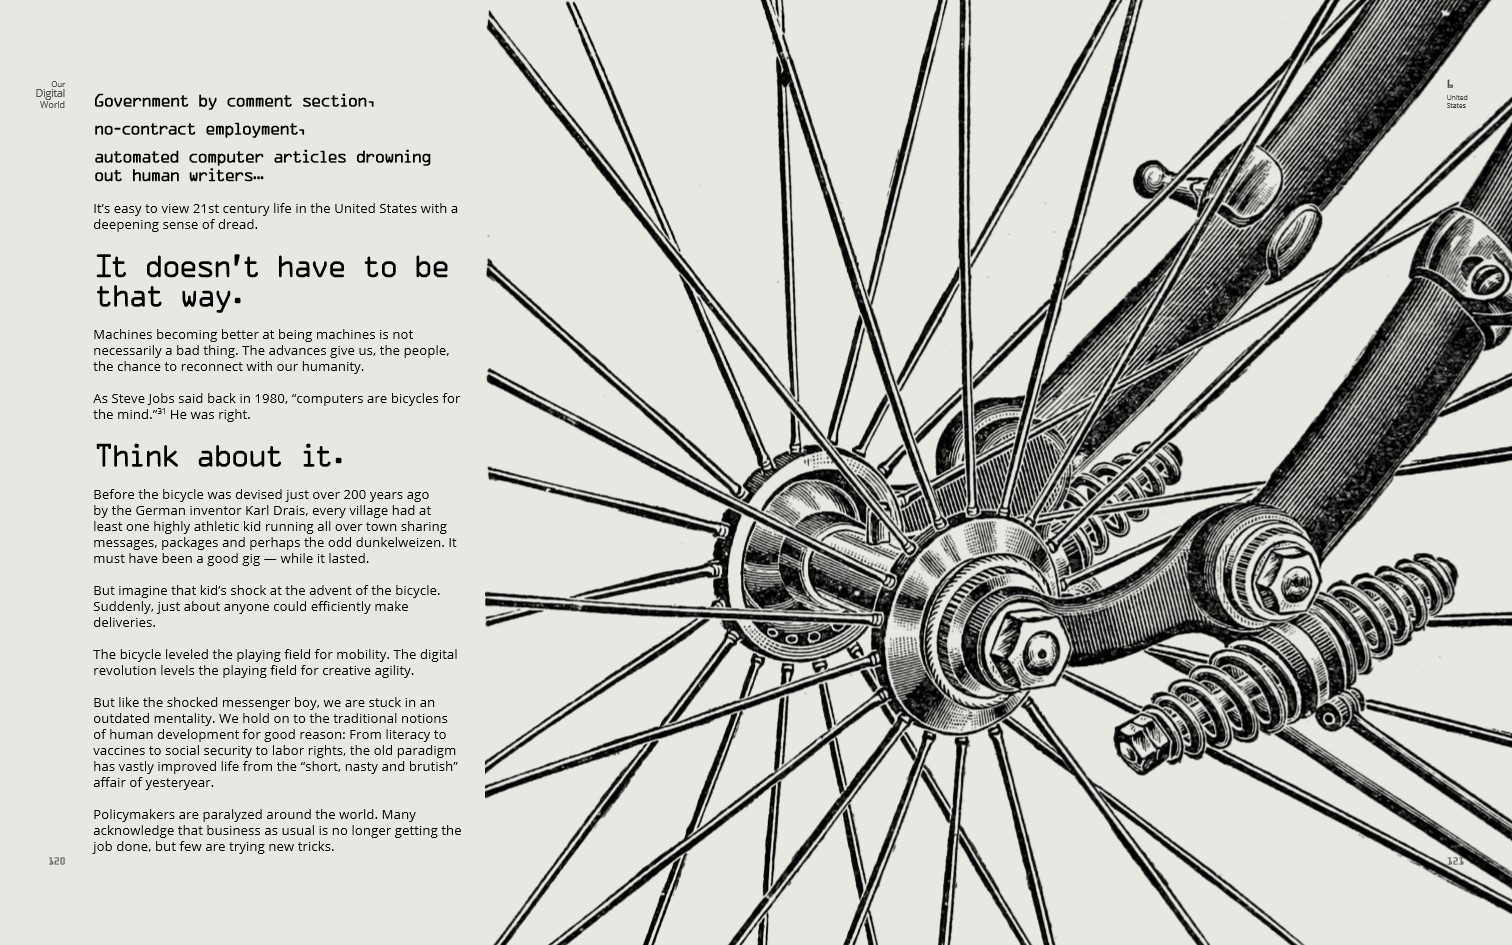 Our
Digital
World
Government by comment section,
no-contract employment,
automated computer articles drowning
out human writers…
It’s easy to view 21st century life in the United States with a
deepening sense of dread.
It doesn't have to be
that way.
Machines becoming better at being machines is not
necessarily a bad thing. The advances give us, the people,
the chance to reconnect with our humanity.
As Steve Jobs said back in 1980, “computers are bicycles for
the mind.”³¹ He was right.
Think about it.
Before the bicycle was devised just over 200 years ago
by the German inventor Karl Drais, every village had at
least one highly athletic kid running all over town sharing
messages, packages and perhaps the odd dunkelweizen. It
must have been a good gig — while it lasted.
But imagine that kid’s shock at the advent of the bicycle.
Suddenly, just about anyone could efficiently make
deliveries.
The bicycle leveled the playing field for mobility. The digital
revolution levels the playing field for creative agility.
But like the shocked messenger boy, we are stuck in an
outdated mentality. We hold on to the traditional notions
of human development for good reason: From literacy to
vaccines to social security to labor rights, the old paradigm
has vastly improved life from the “short, nasty and brutish”
affair of yesteryear.
Policymakers are paralyzed around the world. Many
acknowledge that business as usual is no longer getting the
job done, but few are trying new tricks.
120
6
United
States
121